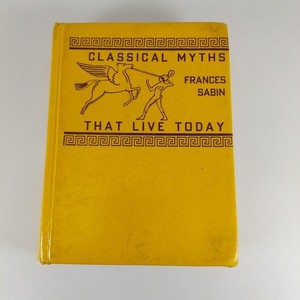 CLASSICAL MYTHS
FRANCES
SABIN
THAT LIVE TODAY